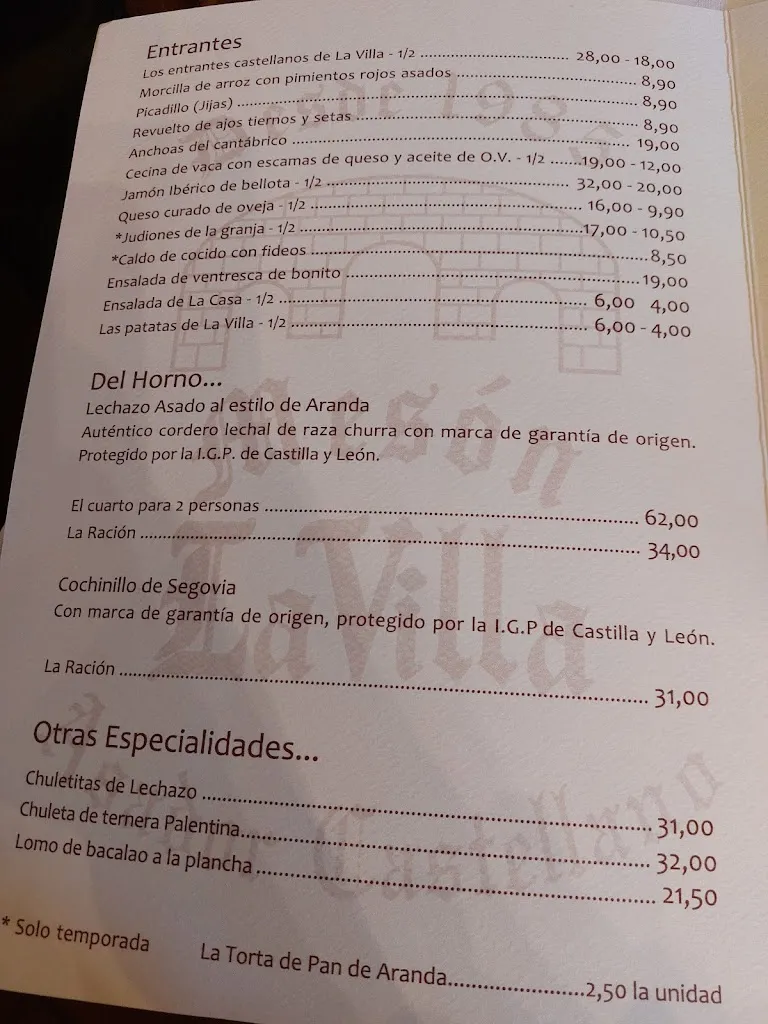 Entrantes
Los entrantes castellanos de La Villa - 1/2 ........ 28,00 - 18,00
Morcilla de arroz con pimientos rojos asados ........ 8,90
Picadillo (Jijas) ........ 8,90
Revuelto de ajos tiernos y setas ........ 8,90
Anchoas del cantábrico ........ 19,00
Cecina de vaca con escamas de queso y aceite de O.V. - 1/2 ........ 19,00 - 12,00
Jamón Ibérico de bellota - 1/2 ........ 32,00 - 20,00
Queso curado de oveja - 1/2 ........ 16,00 - 9,90
*Judiones de la granja - 1/2 ........ 17,00 - 10,50
*Caldo de cocido con fideos ........ 8,50
Ensalada de ventresca de bonito ........ 19,00
Ensalada de La Casa - 1/2 ........ 6,00 4,00
Las patatas de La Villa - 1/2 ........ 6,00 - 4,00
Del Horno...
Lechazo Asado al estilo de Aranda
Auténtico cordero lechal de raza churra con marca de garantía de origen.
Protegido por la I.G.P. de Castilla y León.
El cuarto para 2 personas ........ 62,00
La Ración ........ 34,00
Cochinillo de Segovia
Con marca de garantía de origen, protegido por la I.G.P de Castilla y León.
La Ración ........ 31,00
Otras Especialidades...
Chuletitas de Lechazo ........ 31,00
Chuleta de ternera Palentina ........ 32,00
Lomo de bacalao a la plancha ........ 21,50
* Solo temporada
La Torta de Pan de Aranda ........ 2,50 la unidad
Desde 1985
Mesón
La Villa
Castellano